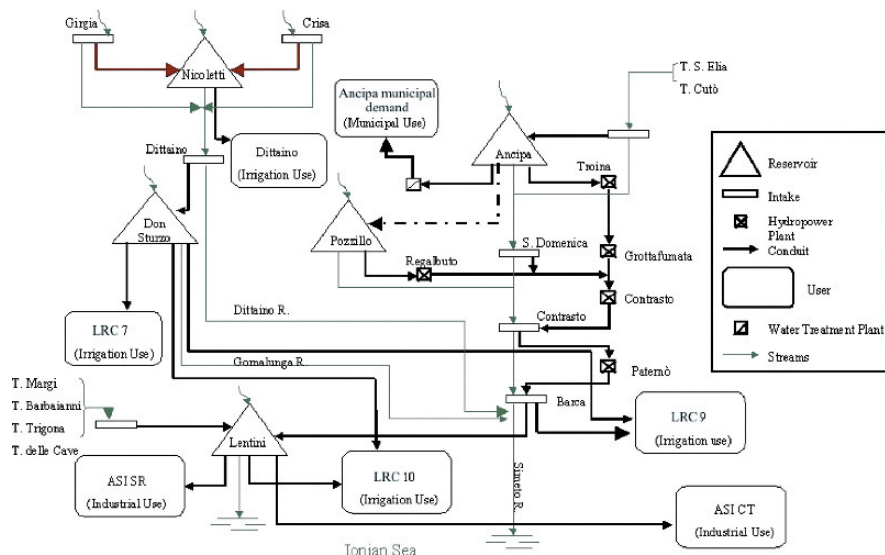 Girgia
Crisa
Nicoletti
T. S. Elia
T. Cutò
Ancipa municipal
demand
(Municipal Use)
Ancipa
Dittaino
Dittaino
(Irrigation Use)
Troina
Reservoir
Intake
Hydropower
Plant
Conduit
User
Water Treatment Plant
Streams
Don
Sturzo
Pozzillo
S. Domenica
Grottafumata
Regalbuto
Contrasto
Contrasto
Dittaino R.
LRC 7
(Irrigation Use)
Gornalunga R.
Paternò
T. Margi
T. Barbaianni
T. Trigona
T. delle Cave
Barca
LRC 9
(Irrigation use)
Lentini
ASI SR
(Industrial Use)
LRC 10
(Irrigation Use)
Simeto R.
ASI CT
(Industrial Use)
Ionian Sea